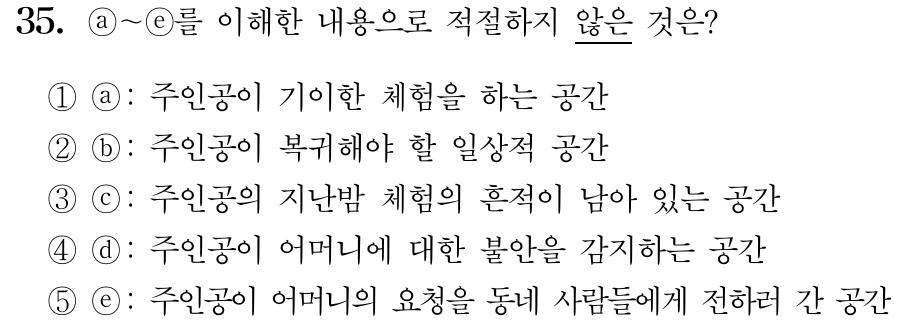 35. ⓐ~ⓔ를 이해한 내용으로 적절하지 않은 것은?
① ⓐ: 주인공이 기이한 체험을 하는 공간
② ⓑ: 주인공이 복귀해야 할 일상적 공간
③ ⓒ: 주인공의 지난밤 체험의 흔적이 남아 있는 공간
④ ⓓ: 주인공이 어머니에 대한 불안을 감지하는 공간
⑤ ⓔ: 주인공이 어머니의 요청을 동네 사람들에게 전하러 간 공간